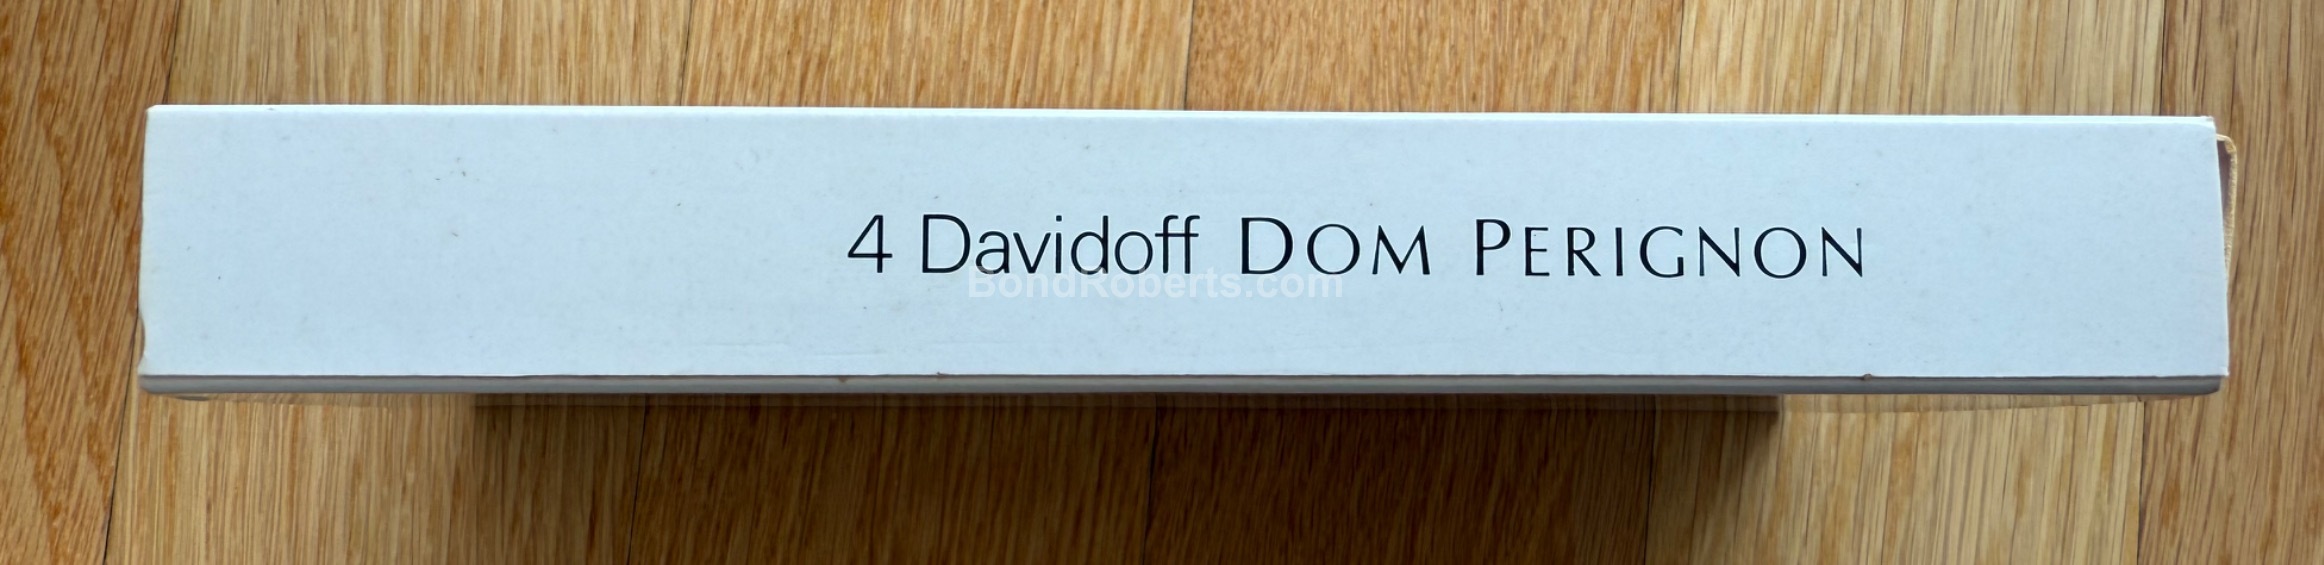 4 Davidoff DOM PERIGNON
BondRoberts.com